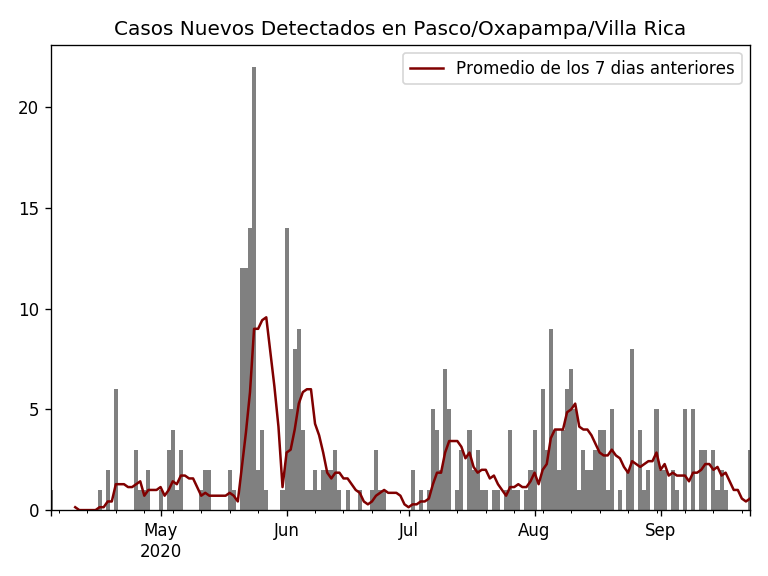 Casos Nuevos Detectados en Pasco/Oxapampa/Villa Rica
Promedio de los 7 dias anteriores
20
15
10
5
0
May Jun Jul Aug Sep
2020